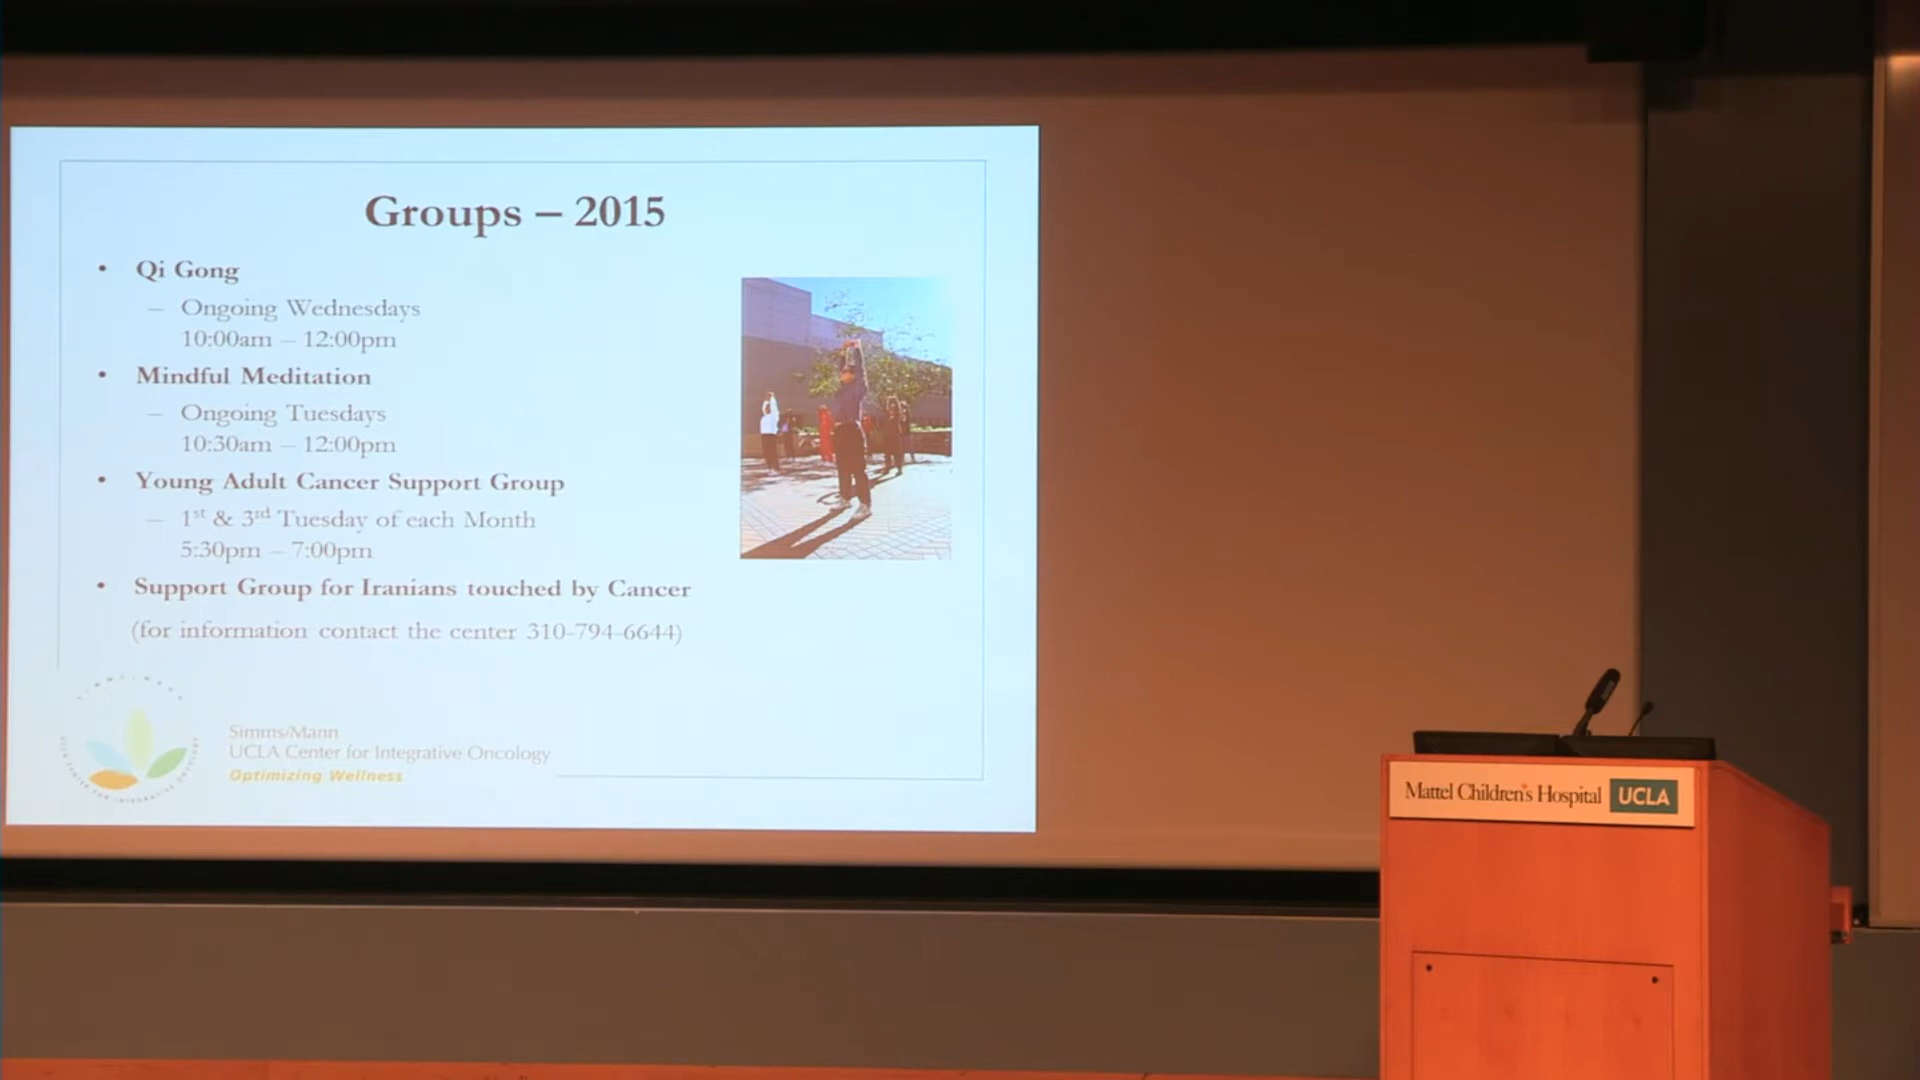 Groups – 2015
• Qi Gong
– Ongoing Wednesdays
10:00am – 12:00pm
• Mindful Meditation
– Ongoing Tuesdays
10:30am – 12:00pm
• Young Adult Cancer Support Group
– 1st & 3rd Tuesday of each Month
5:30pm – 7:00pm
• Support Group for Iranians touched by Cancer
(for information contact the center 310-794-6644)
Simms/Mann
UCLA Center for Integrative Oncology
Optimizing Wellness
Mattel Children's Hospital UCLA